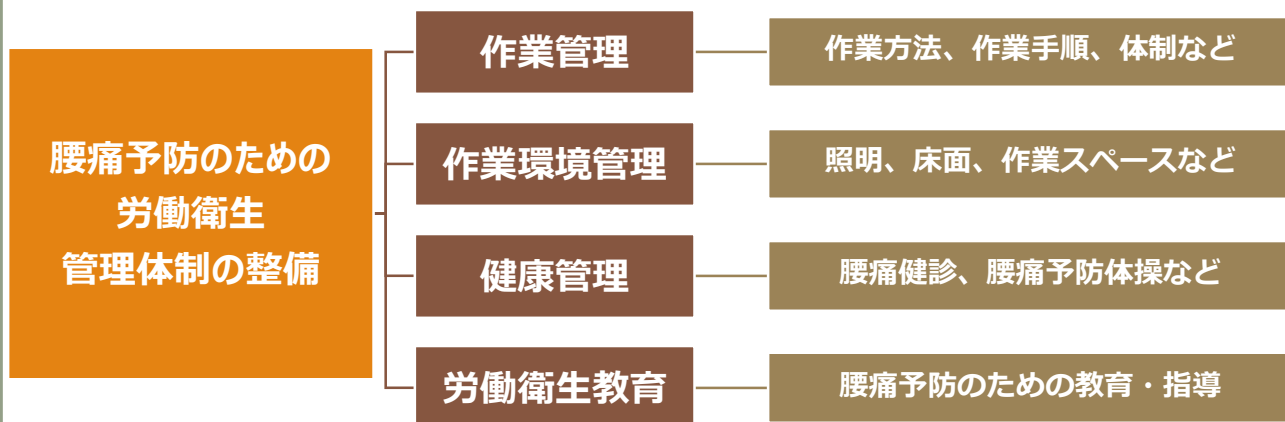 腰痛予防のための
労働衛生
管理体制の整備
作業管理
作業方法、作業手順、体制など
作業環境管理
照明、床面、作業スペースなど
健康管理
腰痛健診、腰痛予防体操など
労働衛生教育
腰痛予防のための教育・指導